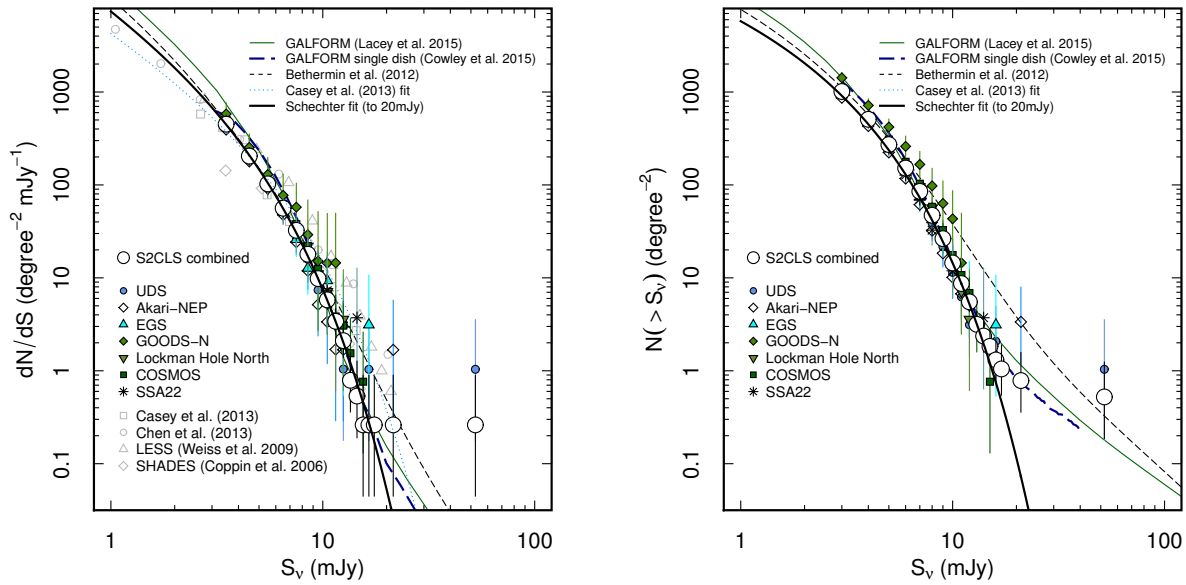 GALFORM (Lacey et al. 2015)
GALFORM single dish (Cowley et al. 2015)
Bethermin et al. (2012)
Casey et al. (2013) fit
Schechter fit (to 20mJy)
S2CLS combined
UDS
Akari-NEP
EGS
GOODS-N
Lockman Hole North
COSMOS
SSA22
Casey et al. (2013)
Chen et al. (2013)
LESS (Weiss et al. 2009)
SHADES (Coppin et al. 2006)
dN/dS (degree⁻² mJy⁻¹)
1000
100
10
1
0.1
1
10
100
Sν (mJy)
GALFORM (Lacey et al. 2015)
GALFORM single dish (Cowley et al. 2015)
Bethermin et al. (2012)
Casey et al. (2013) fit
Schechter fit (to 20mJy)
S2CLS combined
UDS
Akari-NEP
EGS
GOODS-N
Lockman Hole North
COSMOS
SSA22
N( > Sν) (degree⁻²)
1000
100
10
1
0.1
1
10
100
Sν (mJy)